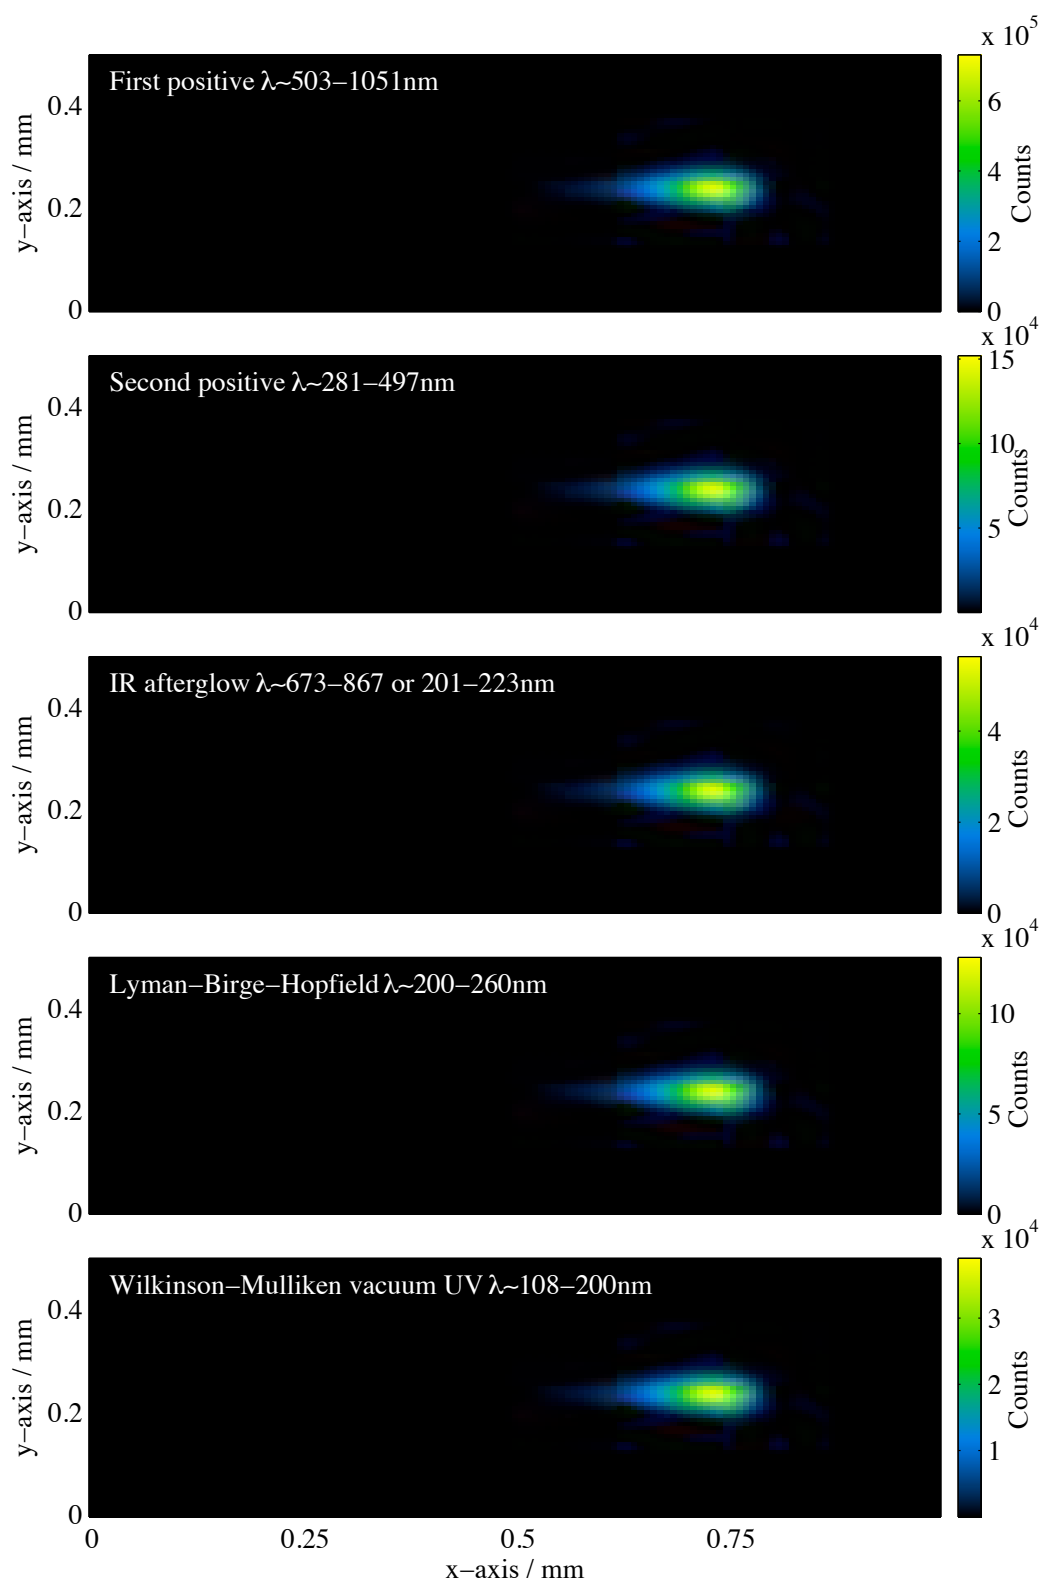 x 10^5
First positive λ~503–1051nm
0.4
0.2
0
y–axis / mm
6
4
2
0
Counts
x 10^4
Second positive λ~281–497nm
0.4
0.2
0
y–axis / mm
15
10
5
Counts
x 10^4
IR afterglow λ~673–867 or 201–223nm
0.4
0.2
0
y–axis / mm
4
2
0
Counts
x 10^4
Lyman–Birge–Hopfield λ~200–260nm
0.4
0.2
0
y–axis / mm
10
5
0
Counts
x 10^4
Wilkinson–Mulliken vacuum UV λ~108–200nm
0.4
0.2
0
y–axis / mm
3
2
1
Counts
0 0.25 0.5 0.75
x–axis / mm